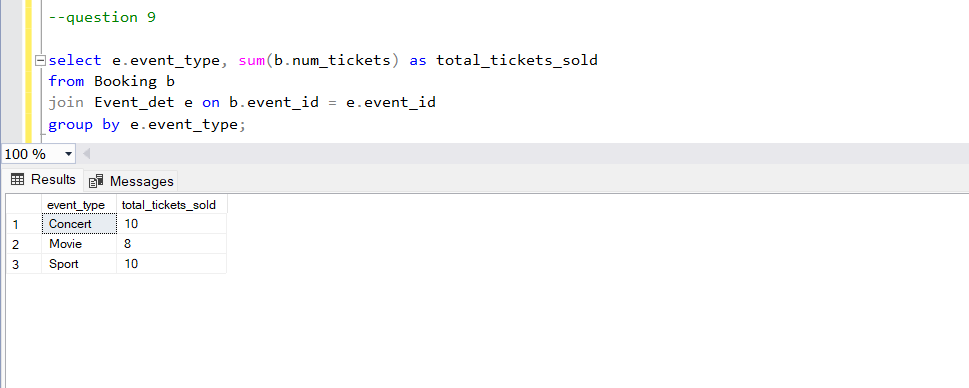 --question 9
select e.event_type, sum(b.num_tickets) as total_tickets_sold
from Booking b
join Event_det e on b.event_id = e.event_id
group by e.event_type;
100 %
Results Messages
event_type total_tickets_sold
1 Concert 10
2 Movie 8
3 Sport 10